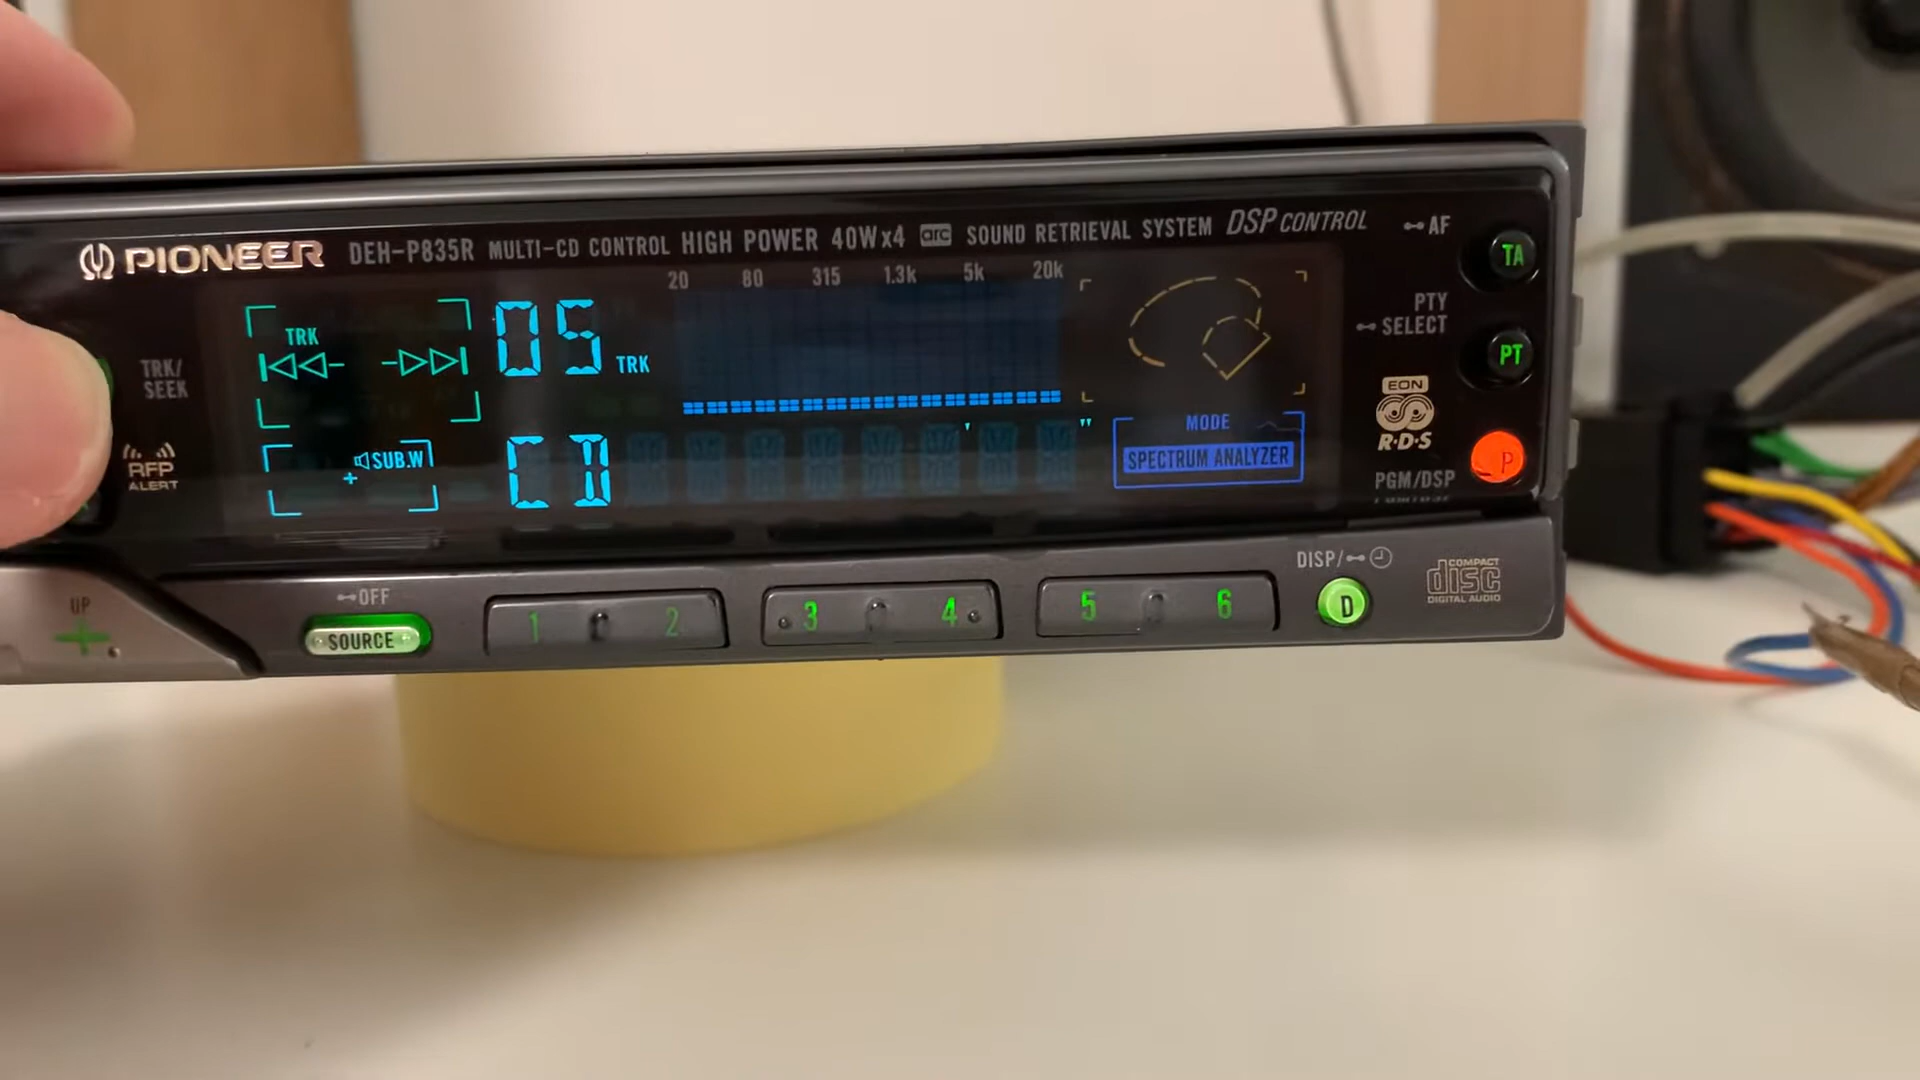 PIONEER DEH-P835R MULTI-CD CONTROL HIGH POWER 40Wx4 arc SOUND RETRIEVAL SYSTEM DSP CONTROL
AF
TA
20 80 315 1.3k 5k 20k
TRK
05 TRK
TRK/
SEEK
PTY
SELECT
PT
EON
R·D·S
RFP
ALERT
SUB.W
+
CD
' "
MODE
SPECTRUM ANALYZER
P
PGM/DSP
UP
+
OFF
SOURCE
1 2
3 4
5 6
DISP/
D
COMPACT
disc
DIGITAL AUDIO